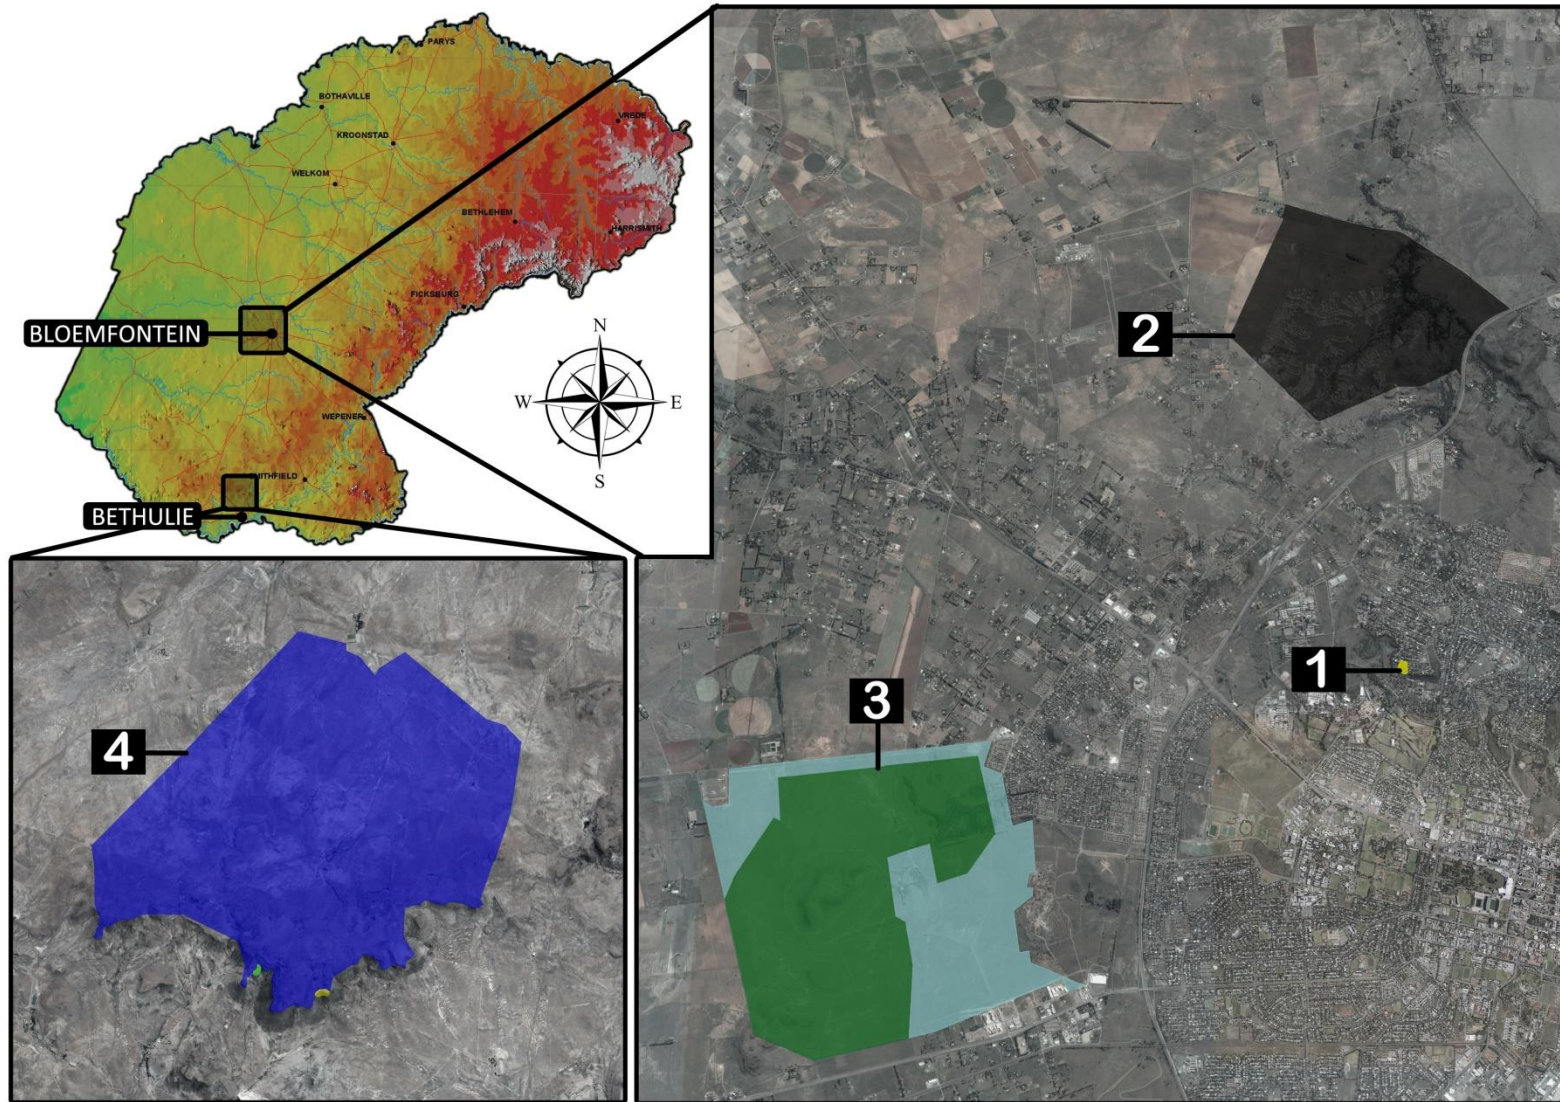 PARYS
BOTHAVILLE
VREDE
KROONSTAD
WELKOM
BETHLEHEM
HARRISMITH
FICKSBURG
BLOEMFONTEIN
N
W
E
S
WEPENER
SMITHFIELD
BETHULIE
2
1
3
4